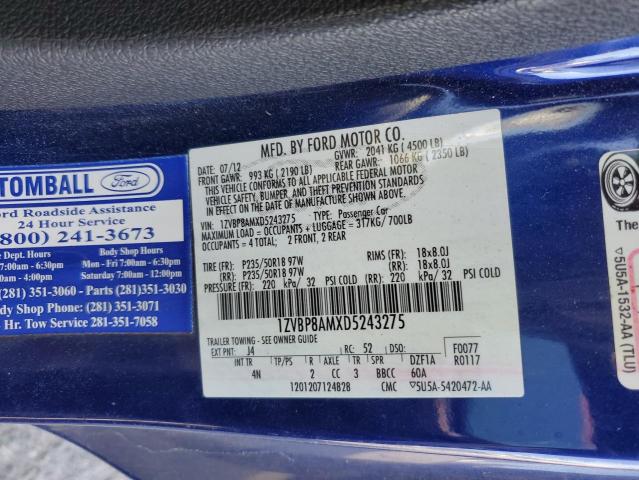 MFD. BY FORD MOTOR CO.
DATE: 07/12 GVWR: 2041 KG ( 4500 LB)
FRONT GAWR: 993 KG ( 2190 LB) REAR GAWR: 1066 KG ( 2350 LB)
THIS VEHICLE CONFORMS TO ALL APPLICABLE FEDERAL MOTOR
VEHICLE SAFETY, BUMPER, AND THEFT PREVENTION STANDARDS IN
EFFECT ON THE DATE OF MANUFACTURE SHOWN ABOVE.
VIN: 1ZVBP8AMXD5243275 TYPE: Passenger Car
MAXIMUM LOAD = OCCUPANTS + LUGGAGE = 317KG/ 700LB
OCCUPANTS = 4 TOTAL: 2 FRONT, 2 REAR
TIRE (FR): P235/50R18 97W RIMS (FR): 18x8.0J
(RR): P235/50R18 97W (RR): 18x8.0J
PRESSURE (FR): 220 kPa/ 32 PSI COLD (RR): 220 kPa/ 32 PSI COLD
1ZVBP8AMXD5243275
TRAILER TOWING - SEE OWNER GUIDE
EXT PNT: J4 RC: 52 DSO: F0077
INT TR TP/PS R AXLE TR SPR DZF1A R0117
4N 2 CC 3 BBCC 60A
1201207124828 CMC ▽5U5A-5420472-AA
TOMBALL Ford
ord Roadside Assistance
24 Hour Service
(800) 241-3673
e Dept. Hours
7:00am - 6:30pm
am - 4:00pm
Body Shop Hours
Mon - Fri 7:00am - 6:30pm
Saturday 7:00am - 12:00pm
(281) 351-3060 - Parts (281)351-3030
dy Shop Phone: (281) 351-3071
Hr. Tow Service 281-351-7058
The
▽5U5A-1532-AA (TLU)